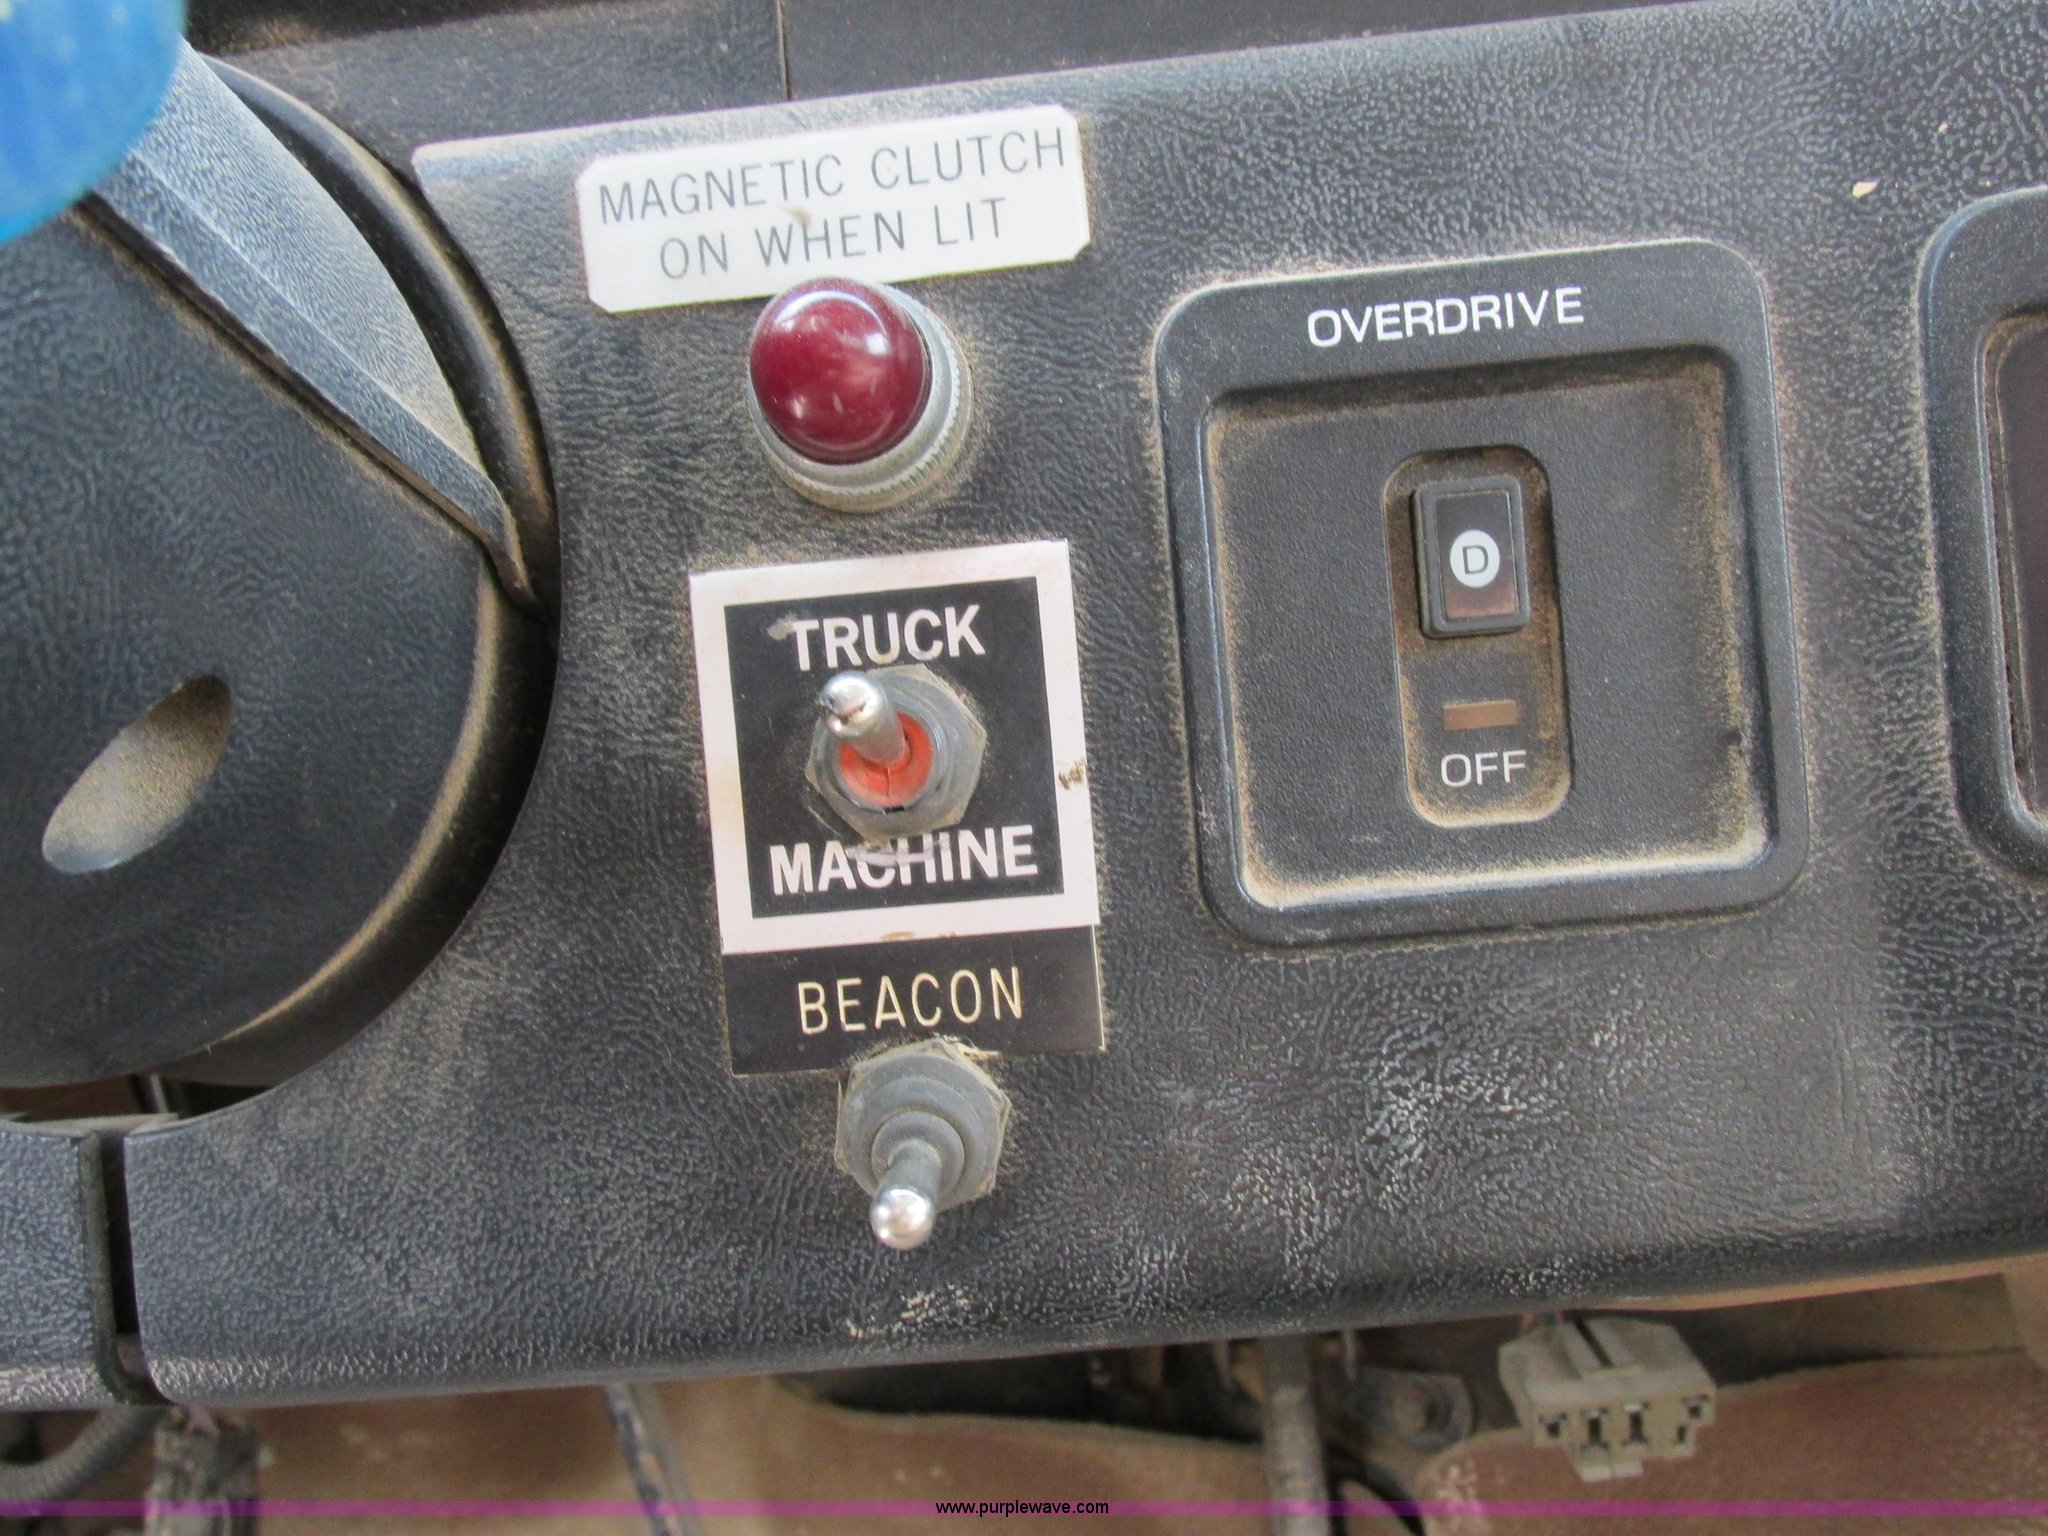 MAGNETIC CLUTCH
ON WHEN LIT
OVERDRIVE
D
OFF
TRUCK
MACHINE
BEACON
www.purplewave.com